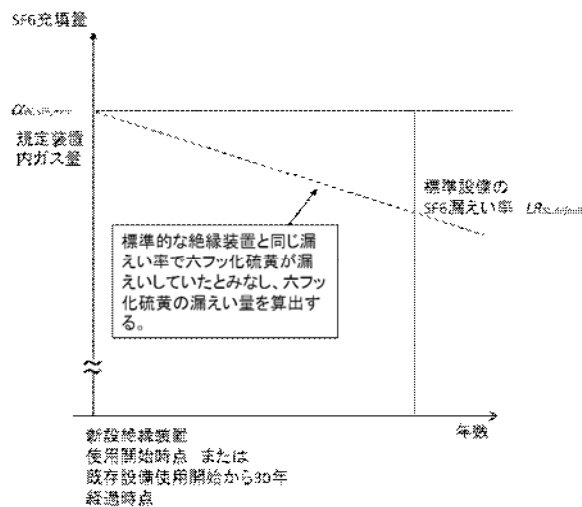 SF6充填量
規定装置
内ガス量
標準設備の
SF6漏えい率 LR
標準的な絶縁装置と同じ漏
えい率で六フッ化硫黄が漏
えいしていたとみなし、六フッ
化硫黄の漏えい量を算出す
る。
年数
新設絶縁装置
使用開始時点 または
既存設備使用開始から30年
経過時点